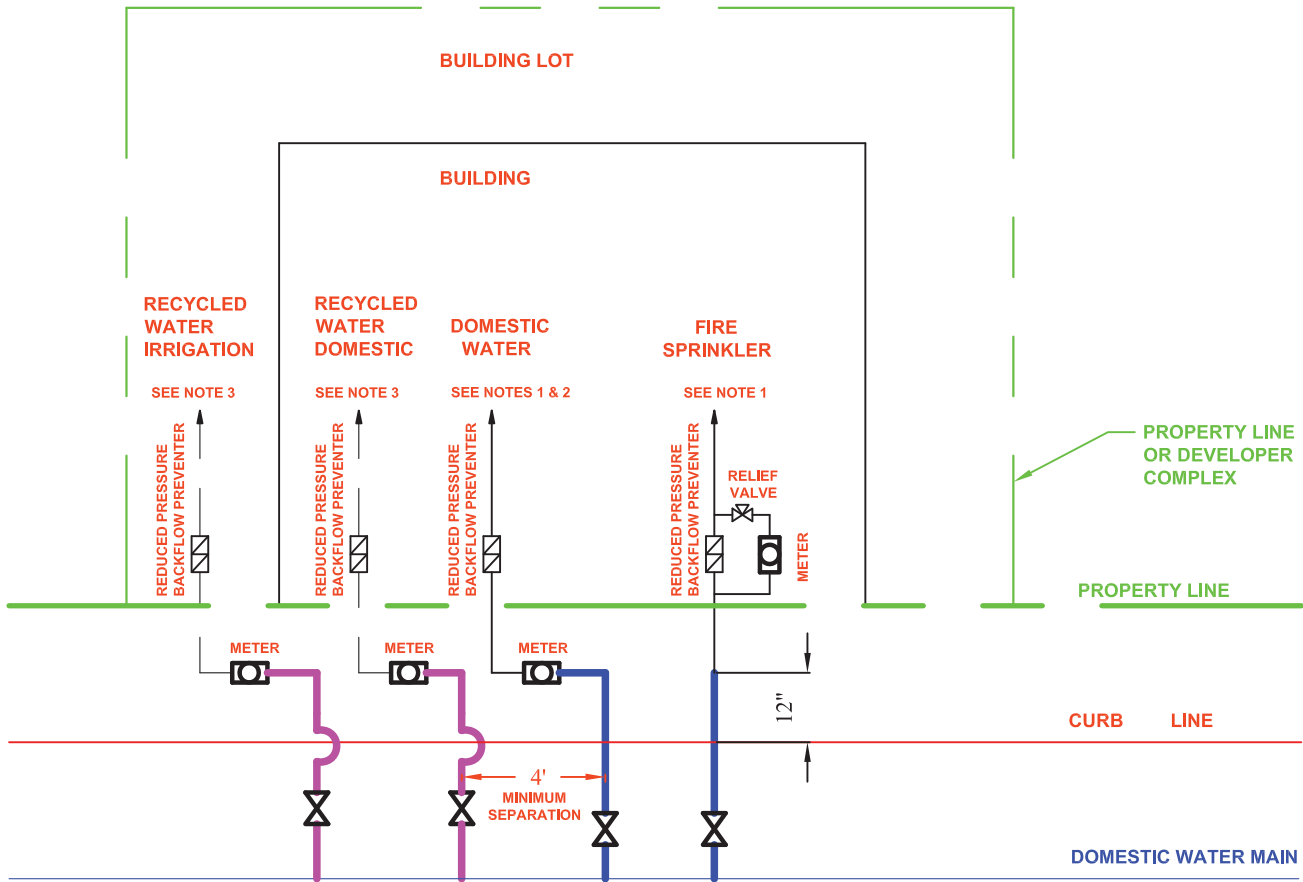 BUILDING LOT
BUILDING
RECYCLED
WATER
IRRIGATION
SEE NOTE 3
RECYCLED
WATER
DOMESTIC
SEE NOTE 3
DOMESTIC
WATER
SEE NOTES 1 & 2
FIRE
SPRINKLER
SEE NOTE 1
REDUCED PRESSURE
BACKFLOW PREVENTER
REDUCED PRESSURE
BACKFLOW PREVENTER
REDUCED PRESSURE
BACKFLOW PREVENTER
REDUCED PRESSURE
BACKFLOW PREVENTER
RELIEF
VALVE
METER
PROPERTY LINE
OR DEVELOPER
COMPLEX
PROPERTY LINE
METER
METER
METER
12"
CURB LINE
4'
MINIMUM
SEPARATION
DOMESTIC WATER MAIN